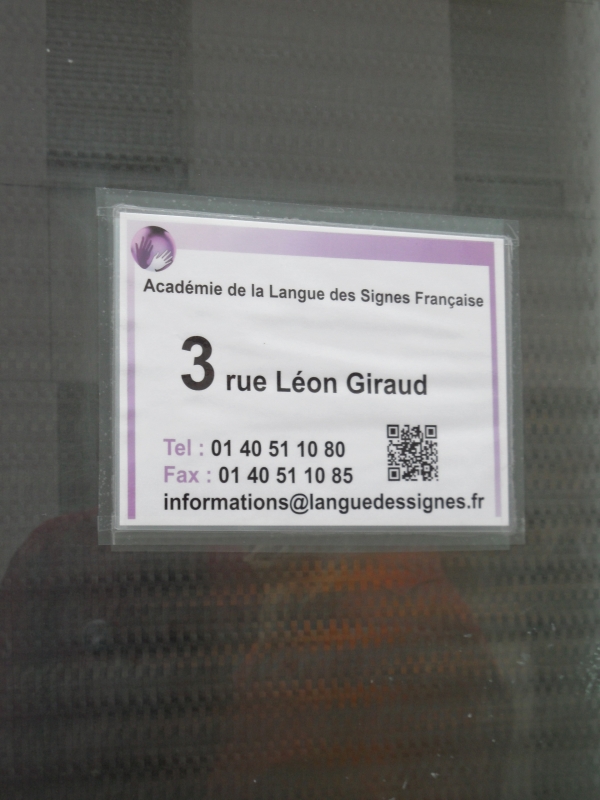 Académie de la Langue des Signes Française
3 rue Léon Giraud
Tel : 01 40 51 10 80
Fax : 01 40 51 10 85
informations@languedessignes.fr